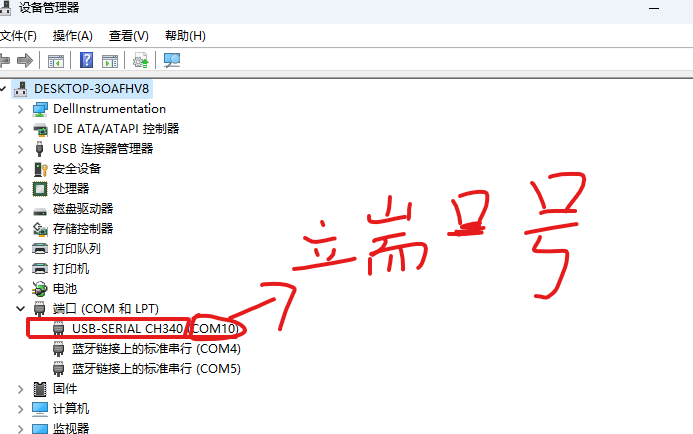 设备管理器
文件(F) 操作(A) 查看(V) 帮助(H)
DESKTOP-3OAFHV8
DellInstrumentation
IDE ATA/ATAPI 控制器
USB 连接器管理器
安全设备
处理器
磁盘驱动器
存储控制器
打印队列
打印机
电池
端口 (COM 和 LPT)
USB-SERIAL CH340 (COM10)
端口号
蓝牙链接上的标准串行 (COM4)
蓝牙链接上的标准串行 (COM5)
固件
计算机
监视器